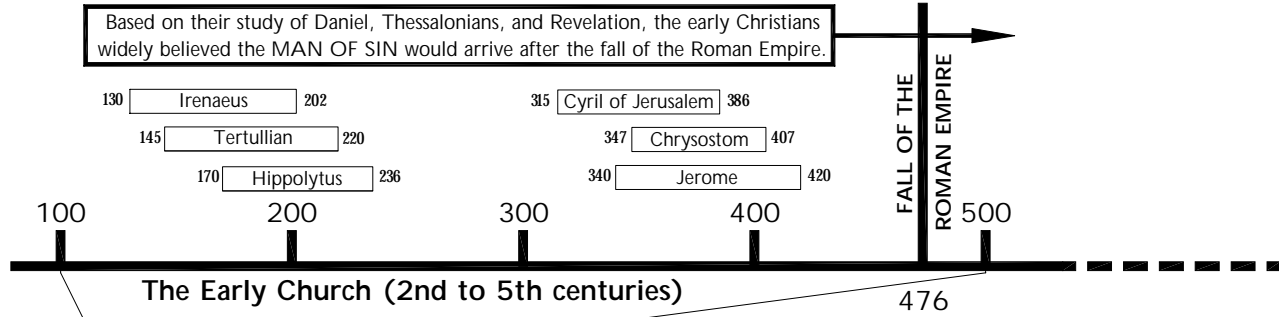 Based on their study of Daniel, Thessalonians, and Revelation, the early Christians
widely believed the MAN OF SIN would arrive after the fall of the Roman Empire.
130 Irenaeus 202
315 Cyril of Jerusalem 386
145 Tertullian 220
347 Chrysostom 407
170 Hippolytus 236
340 Jerome 420
FALL OF THE
ROMAN EMPIRE
100 200 300 400 500
The Early Church (2nd to 5th centuries)
476